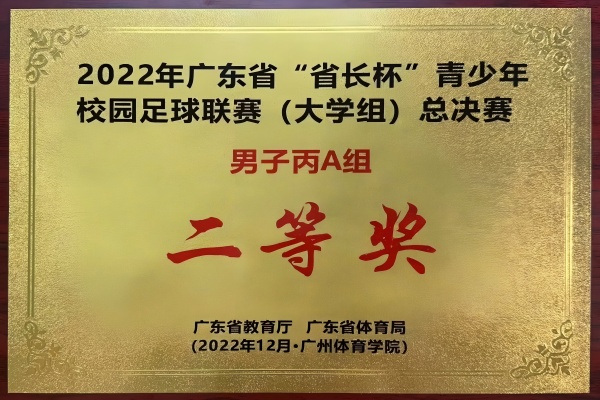 2022年广东省“省长杯”青少年
校园足球联赛（大学组）总决赛
男子丙A组
二等奖
广东省教育厅 广东省体育局
(2022年12月·广州体育学院)